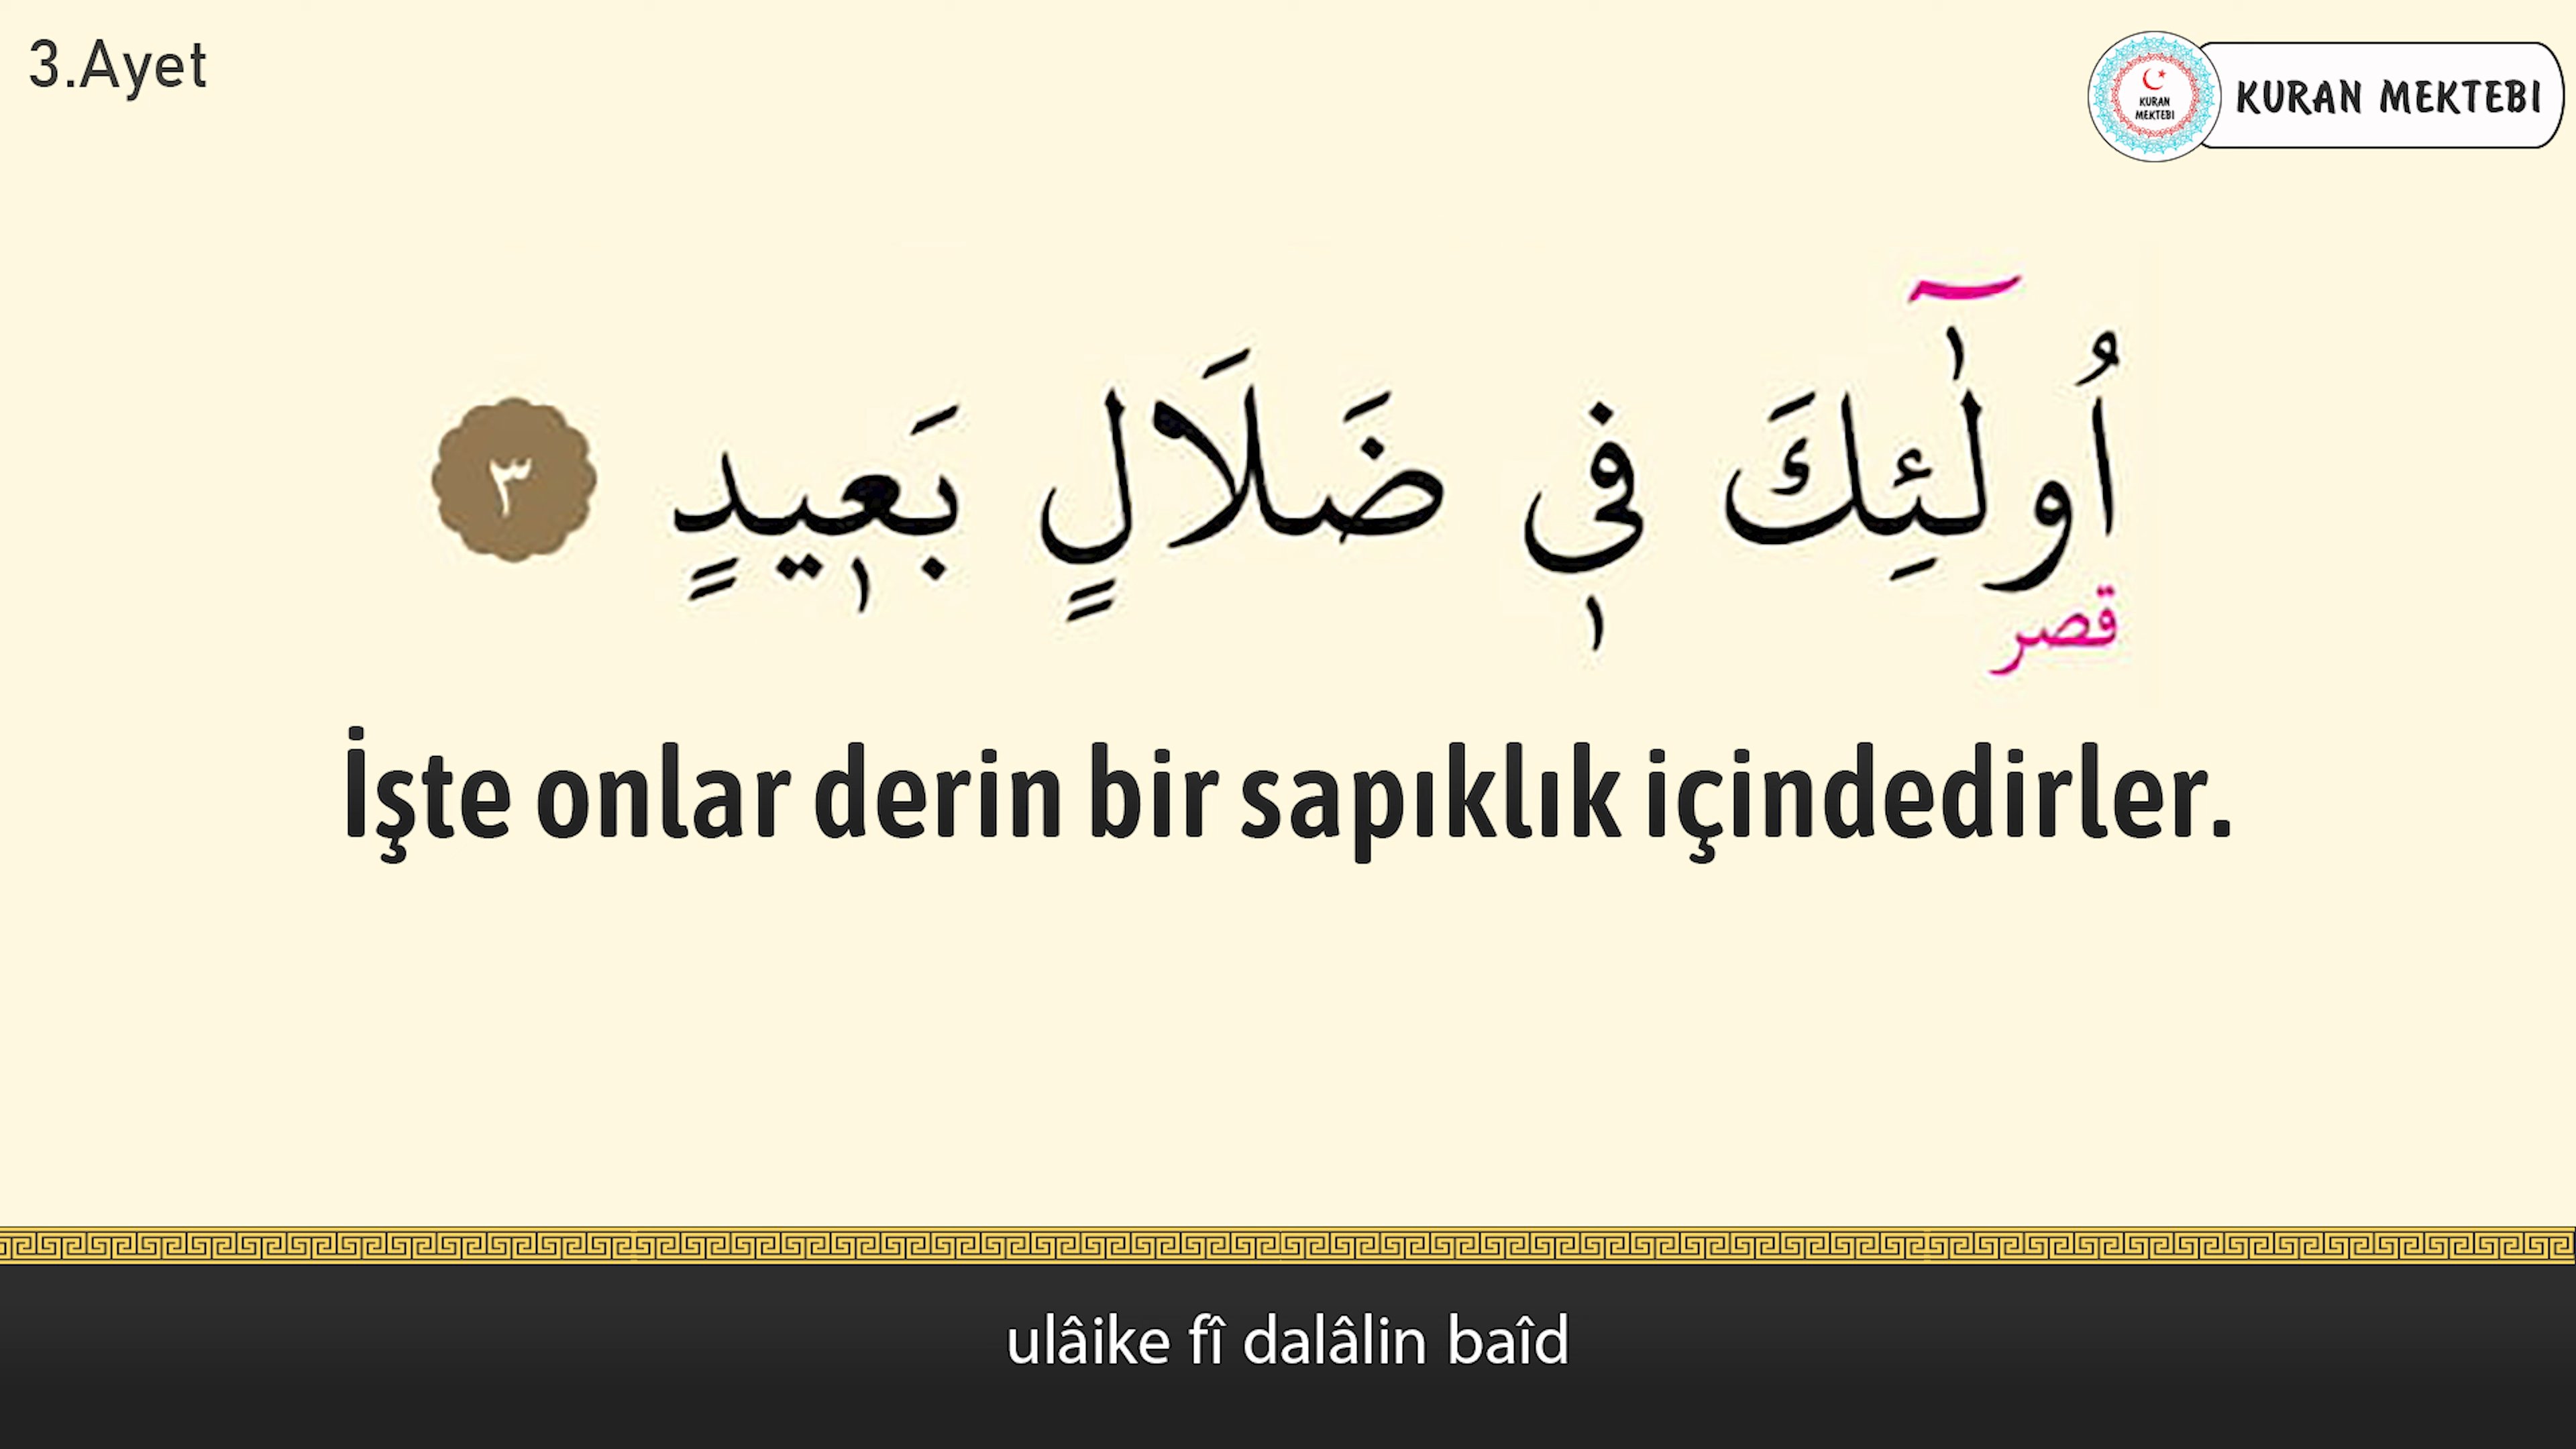 3.Ayet
KURAN MEKTEBI
KURAN MEKTEBI
اُو۬لٰٓئِكَ ف۪ي ضَلَالٍ بَع۪يدٍ ٣
قصر
İşte onlar derin bir sapıklık içindedirler.
ulâike fî dalâlin baîd